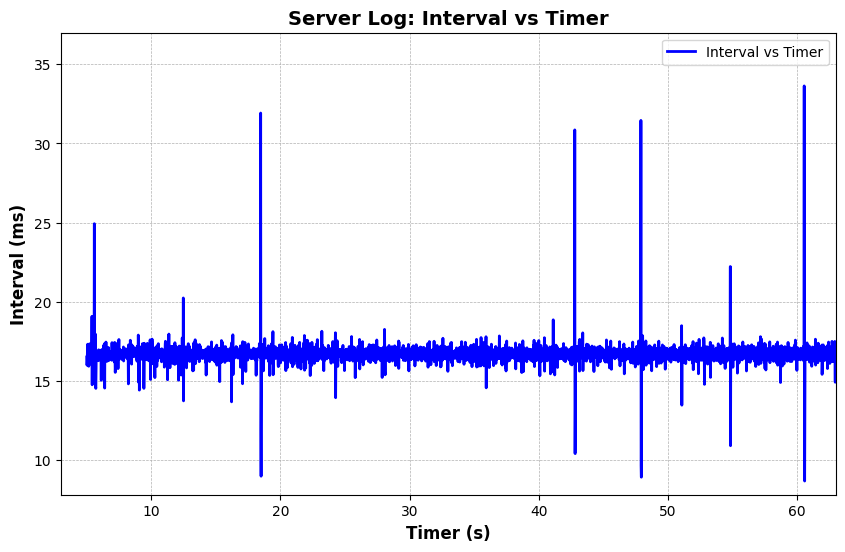 Server Log: Interval vs Timer
Interval vs Timer
35
30
25
20
15
10
Interval (ms)
10 20 30 40 50 60
Timer (s)